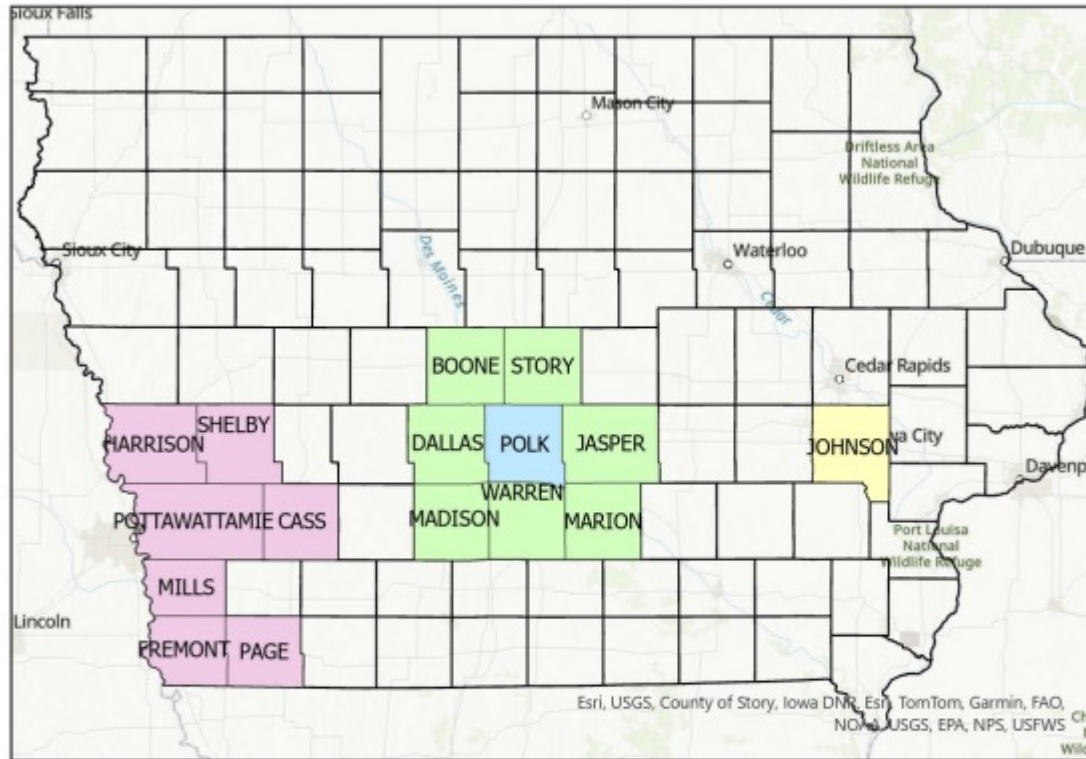 Sioux Falls
Mason City
Driftless Area
National
Wildlife Refuge
Sioux City
Des Moines
Waterloo
Dubuque
Cedar
BOONE
STORY
Cedar Rapids
HARRISON
SHELBY
DALLAS
POLK
JASPER
JOHNSON
City
POTTAWATTAMIE
CASS
MADISON
WARREN
MARION
Port Louisa
National
Wildlife Refuge
MILLS
Lincoln
FREMONT
PAGE
Esri, USGS, County of Story, Iowa DNR, Esri, TomTom, Garmin, FAO,
NOAA, USGS, EPA, NPS, USFWS